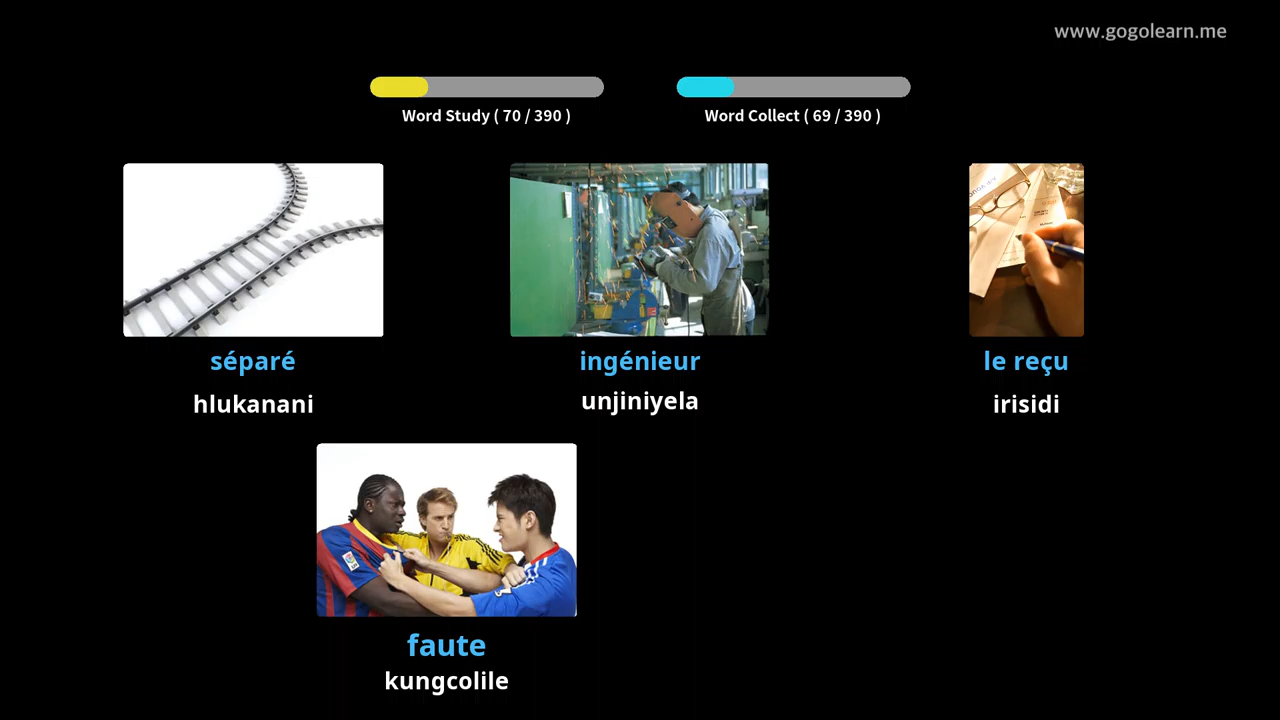 www.gogolearn.me
Word Study ( 70 / 390 )
Word Collect ( 69 / 390 )
séparé
ingénieur
le reçu
hlukanani
unjiniyela
irisidi
faute
kungcolile